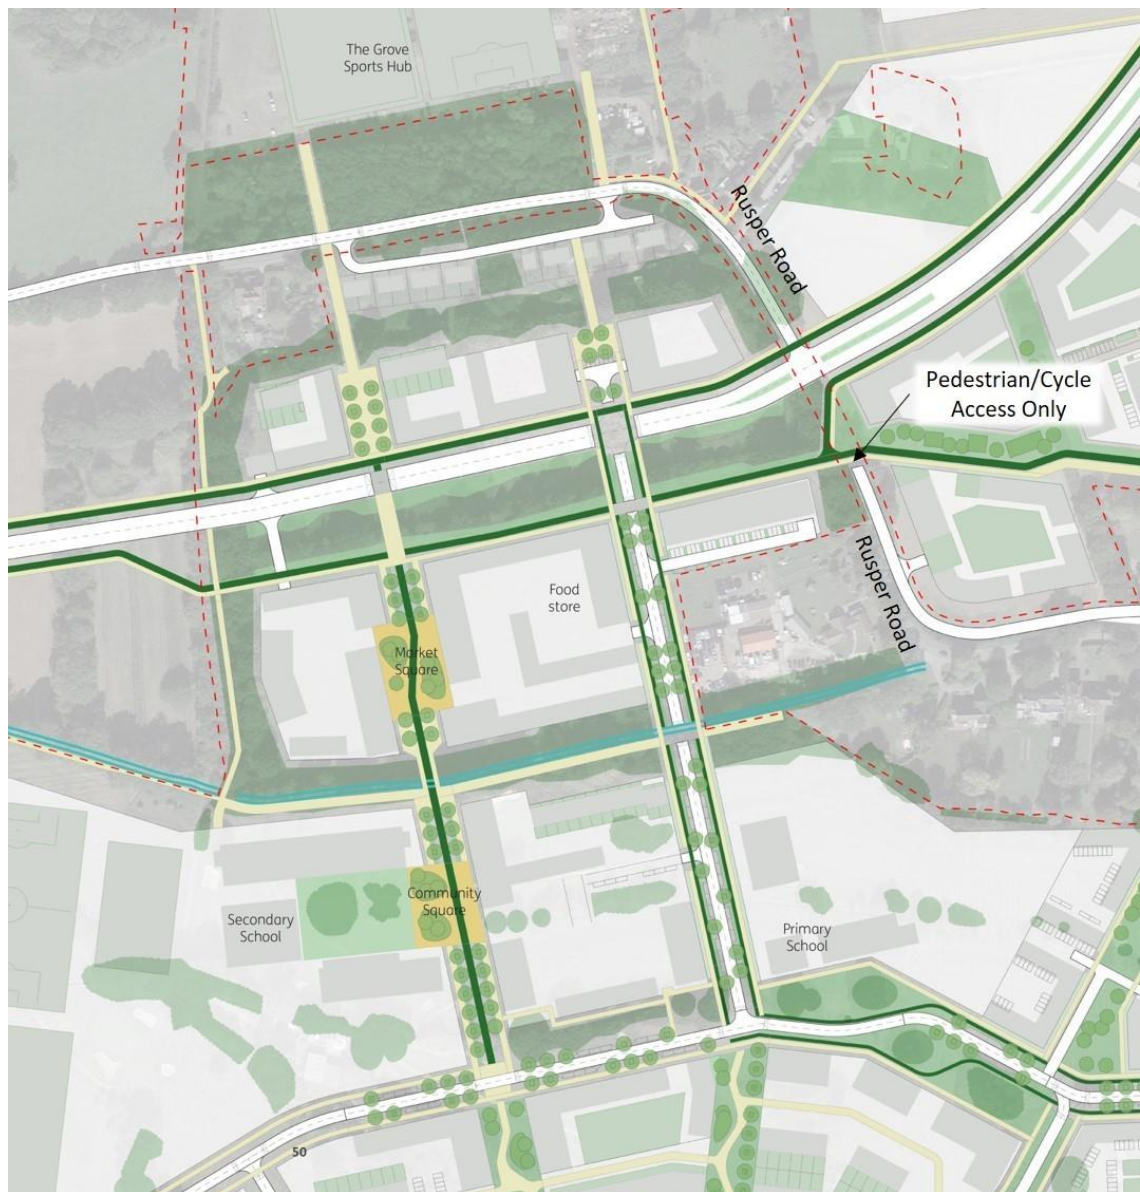 The Grove
Sports Hub
Rusper Road
Pedestrian/Cycle
Access Only
Rusper Road
Food
store
Market
Square
Community
Square
Secondary
School
Primary
School
50